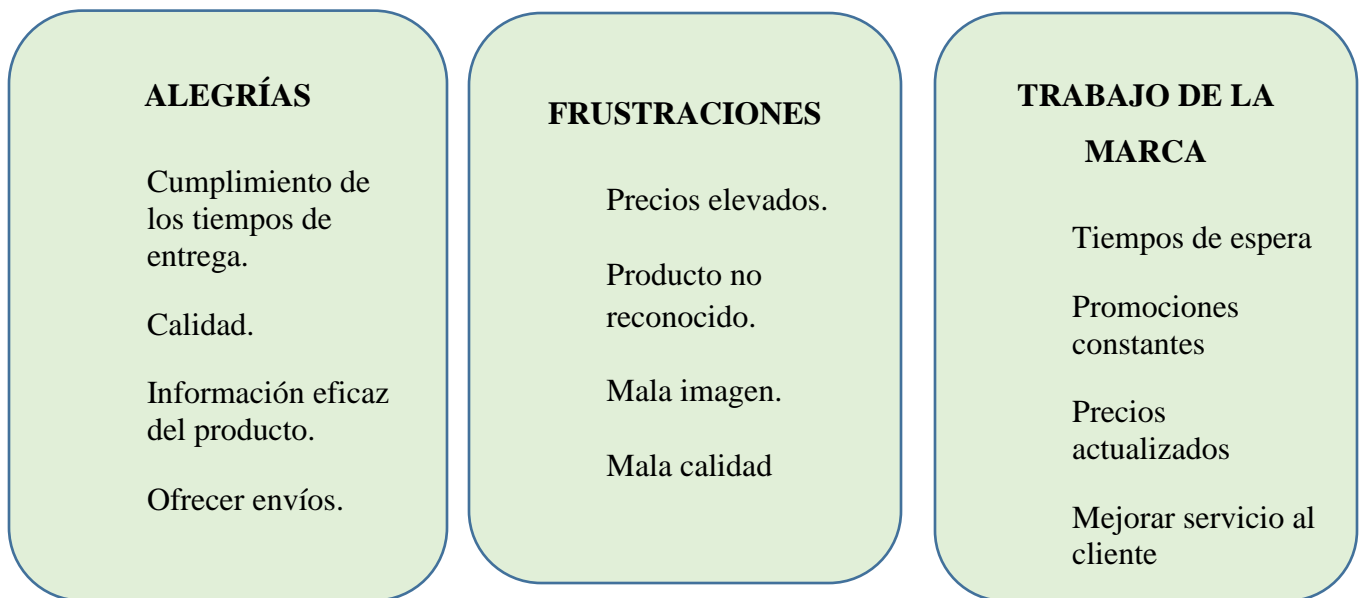 ALEGRÍAS
Cumplimiento de
los tiempos de
entrega.
Calidad.
Información eficaz
del producto.
Ofrecer envíos.
FRUSTRACIONES
Precios elevados.
Producto no
reconocido.
Mala imagen.
Mala calidad
TRABAJO DE LA
MARCA
Tiempos de espera
Promociones
constantes
Precios
actualizados
Mejorar servicio al
cliente